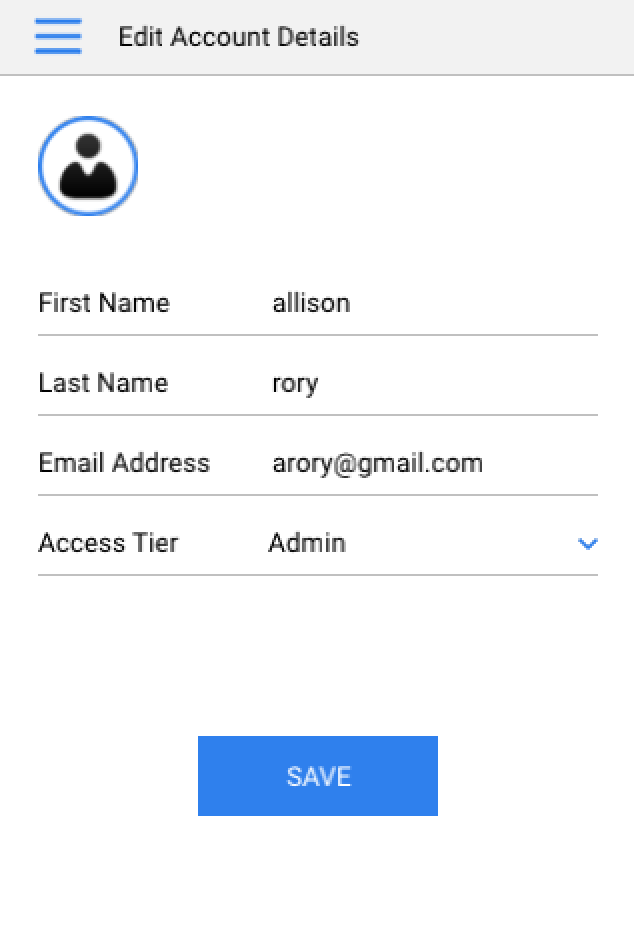 Edit Account Details
First Name allison
Last Name rory
Email Address arory@gmail.com
Access Tier Admin
SAVE